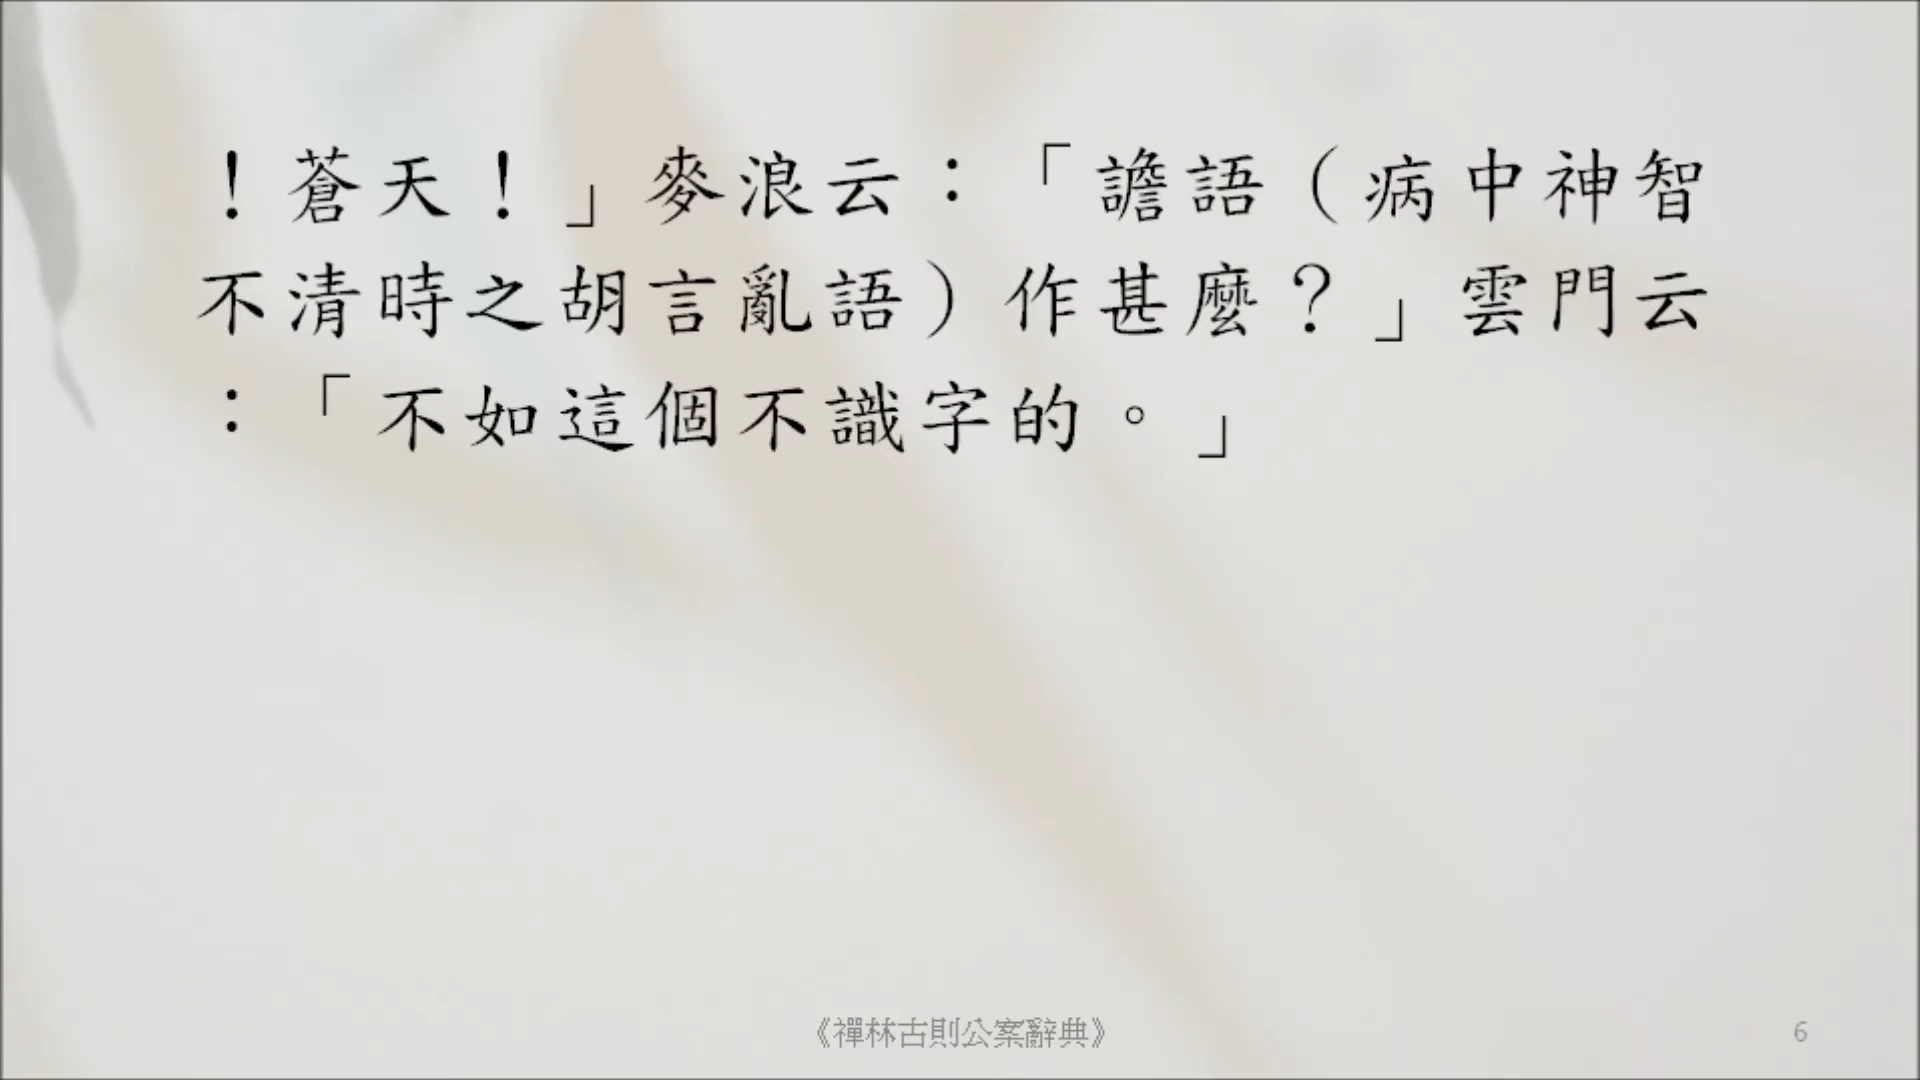 ！蒼天！」麥浪云：「譫語（病中神智
不清時之胡言亂語）作甚麼？」雲門云
：「不如這個不識字的。」
《禪林古則公案辭典》
6